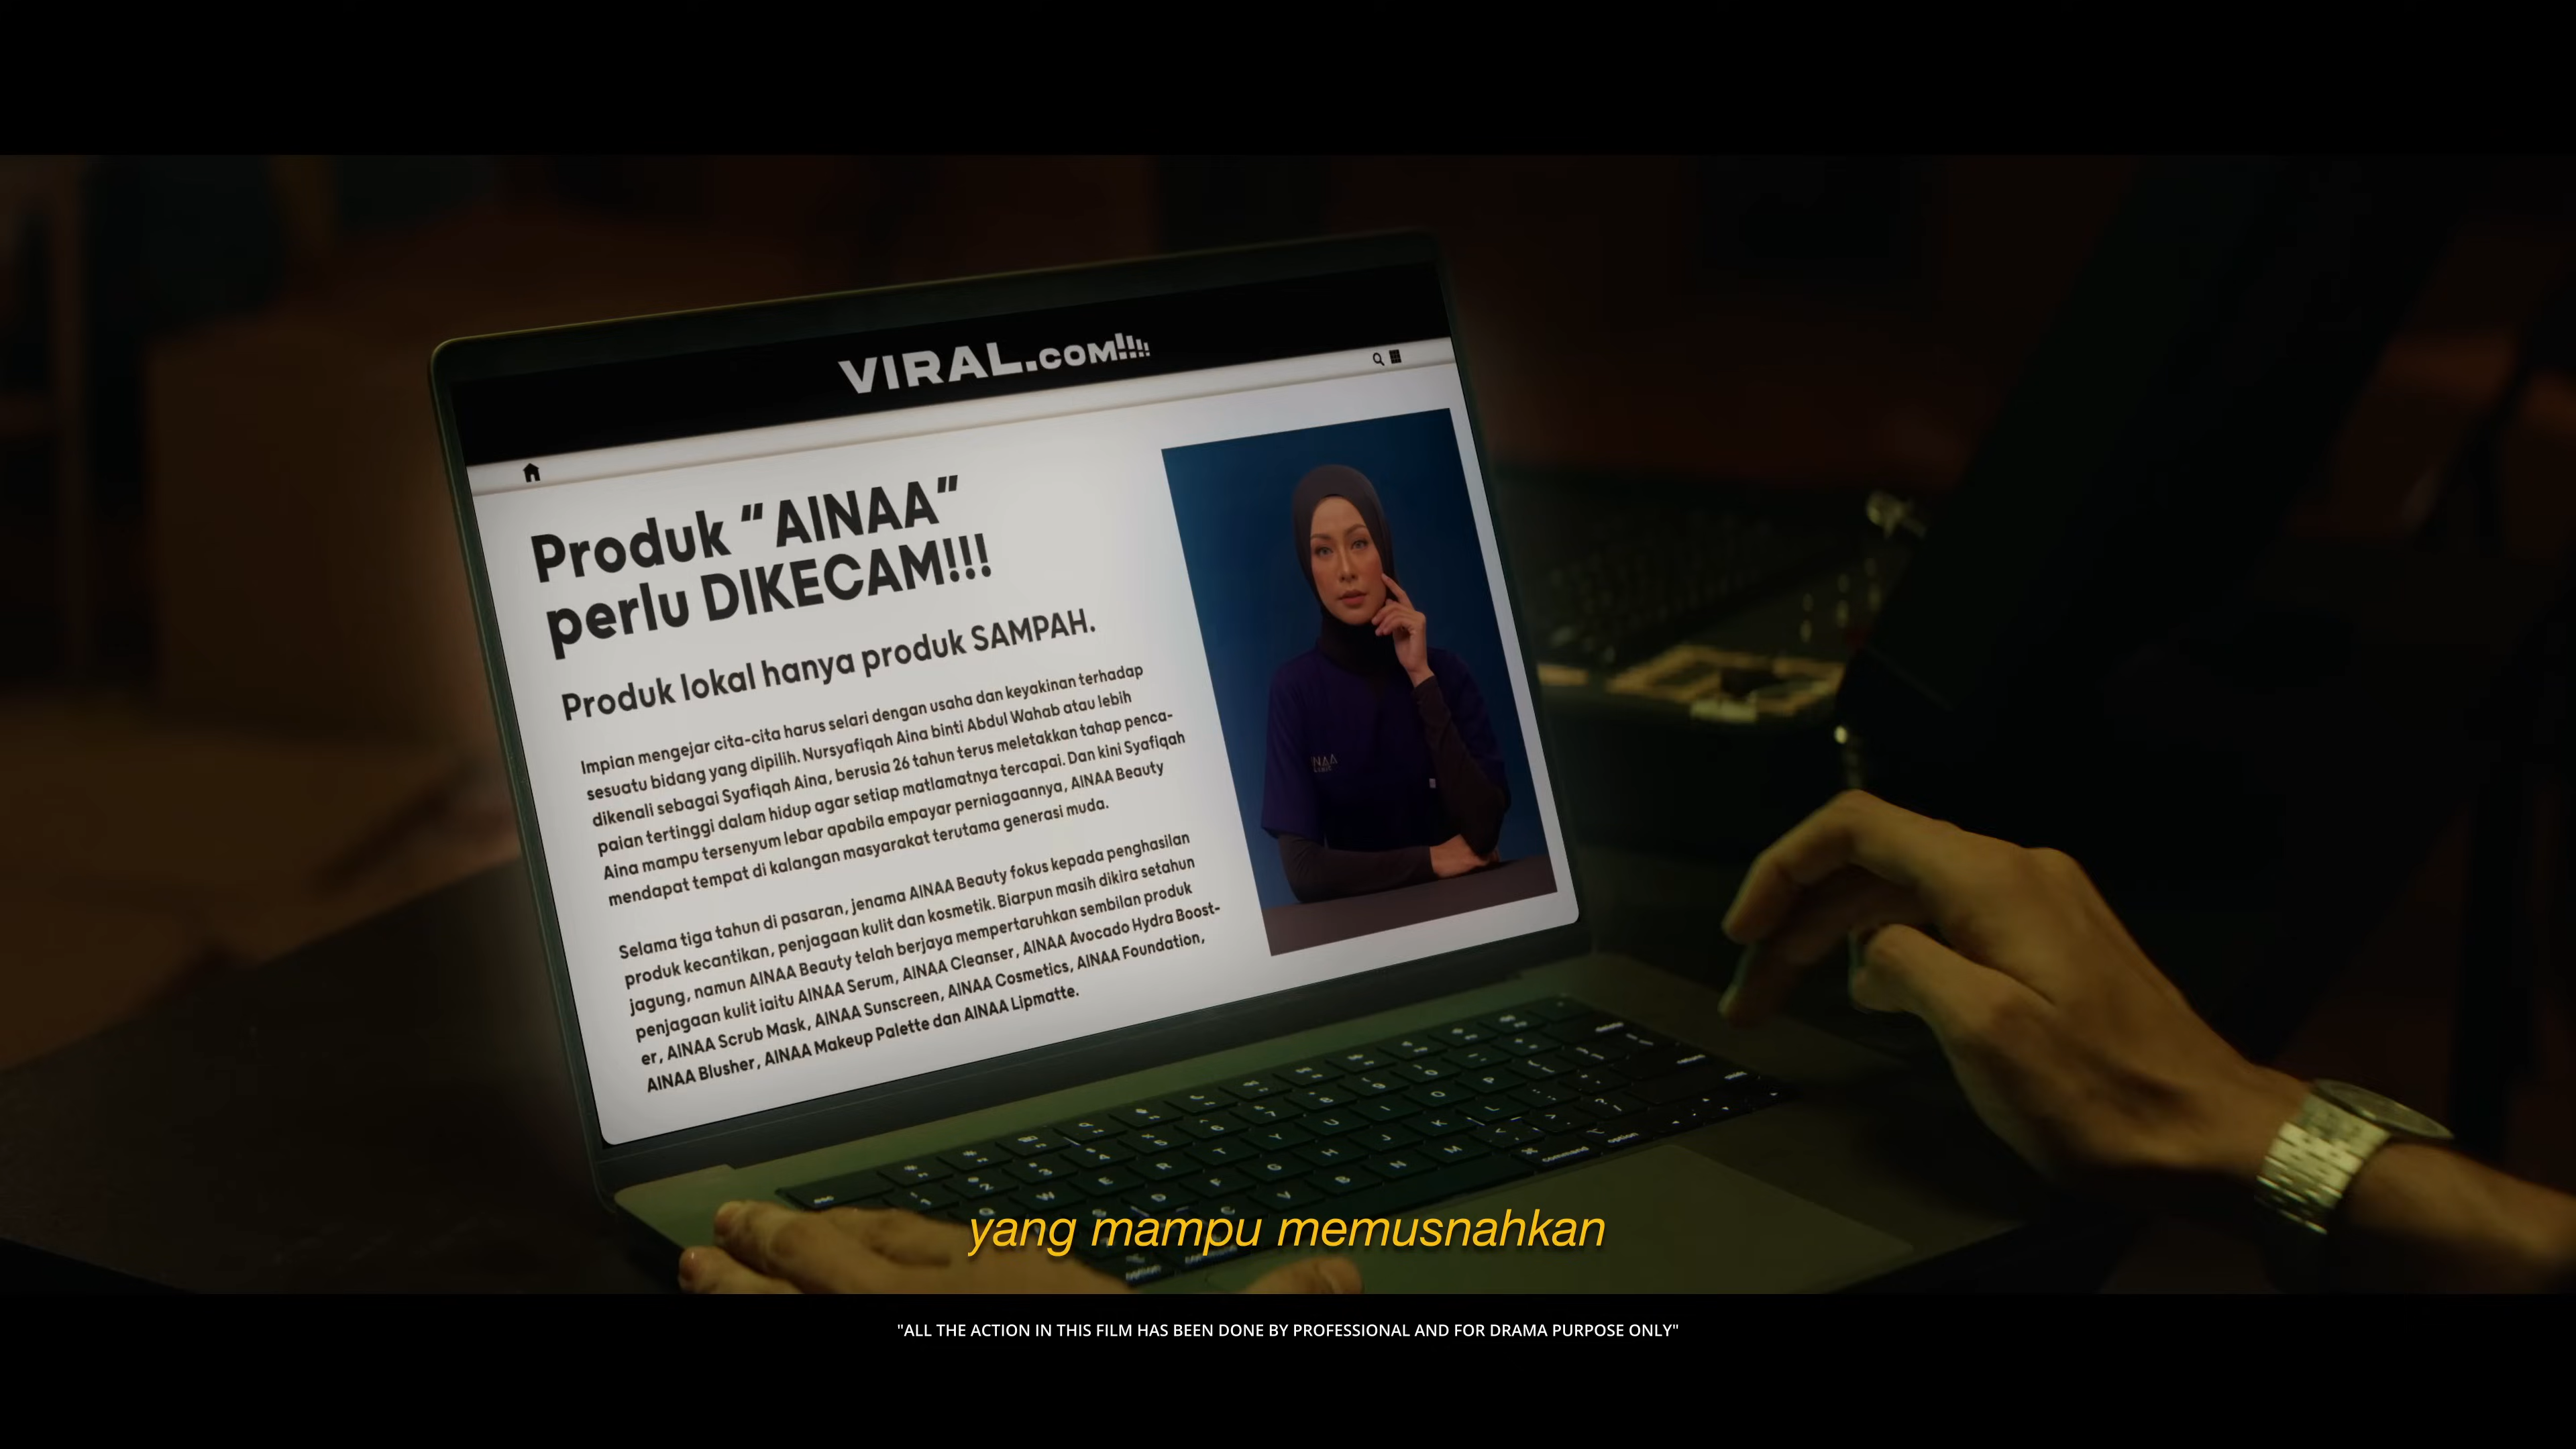 VIRAL.COM!!!!
Produk “AINAA”
perlu DIKECAM!!!
Produk lokal hanya produk SAMPAH.
Impian mengejar cita-cita harus selari dengan usaha dan keyakinan terhadap
sesuatu bidang yang dipilih. Nursyafiqah Aina binti Abdul Wahab atau lebih
dikenali sebagai Syafiqah Aina, berusia 26 tahun terus meletakkan tahap penca-
paian tertinggi dalam hidup agar setiap matlamatnya tercapai. Dan kini Syafiqah
Aina mampu tersenyum lebar apabila empayar perniagaannya, AINAA Beauty
mendapat tempat di kalangan masyarakat terutama generasi muda.
Selama tiga tahun di pasaran, jenama AINAA Beauty fokus kepada penghasilan
produk kecantikan, penjagaan kulit dan kosmetik. Biarpun masih dikira setahun
jagung, namun AINAA Beauty telah berjaya mempertaruhkan sembilan produk
penjagaan kulit iaitu AINAA Serum, AINAA Cleanser, AINAA Avocado Hydra Boost-
er, AINAA Scrub Mask, AINAA Sunscreen, AINAA Cosmetics, AINAA Foundation,
AINAA Blusher, AINAA Makeup Palette dan AINAA Lipmatte.
yang mampu memusnahkan
"ALL THE ACTION IN THIS FILM HAS BEEN DONE BY PROFESSIONAL AND FOR DRAMA PURPOSE ONLY"